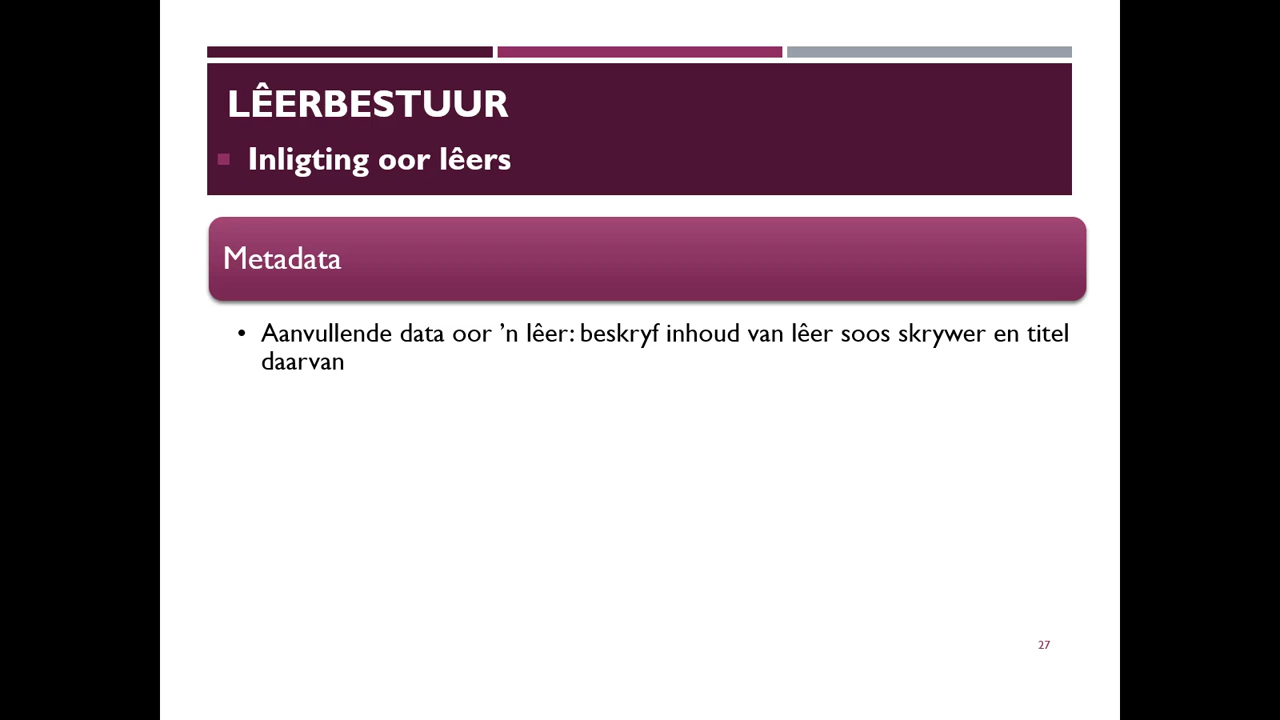 LÊERBESTUUR
Inligting oor lêers
Metadata
• Aanvullende data oor ’n lêer: beskryf inhoud van lêer soos skrywer en titel
daarvan
27